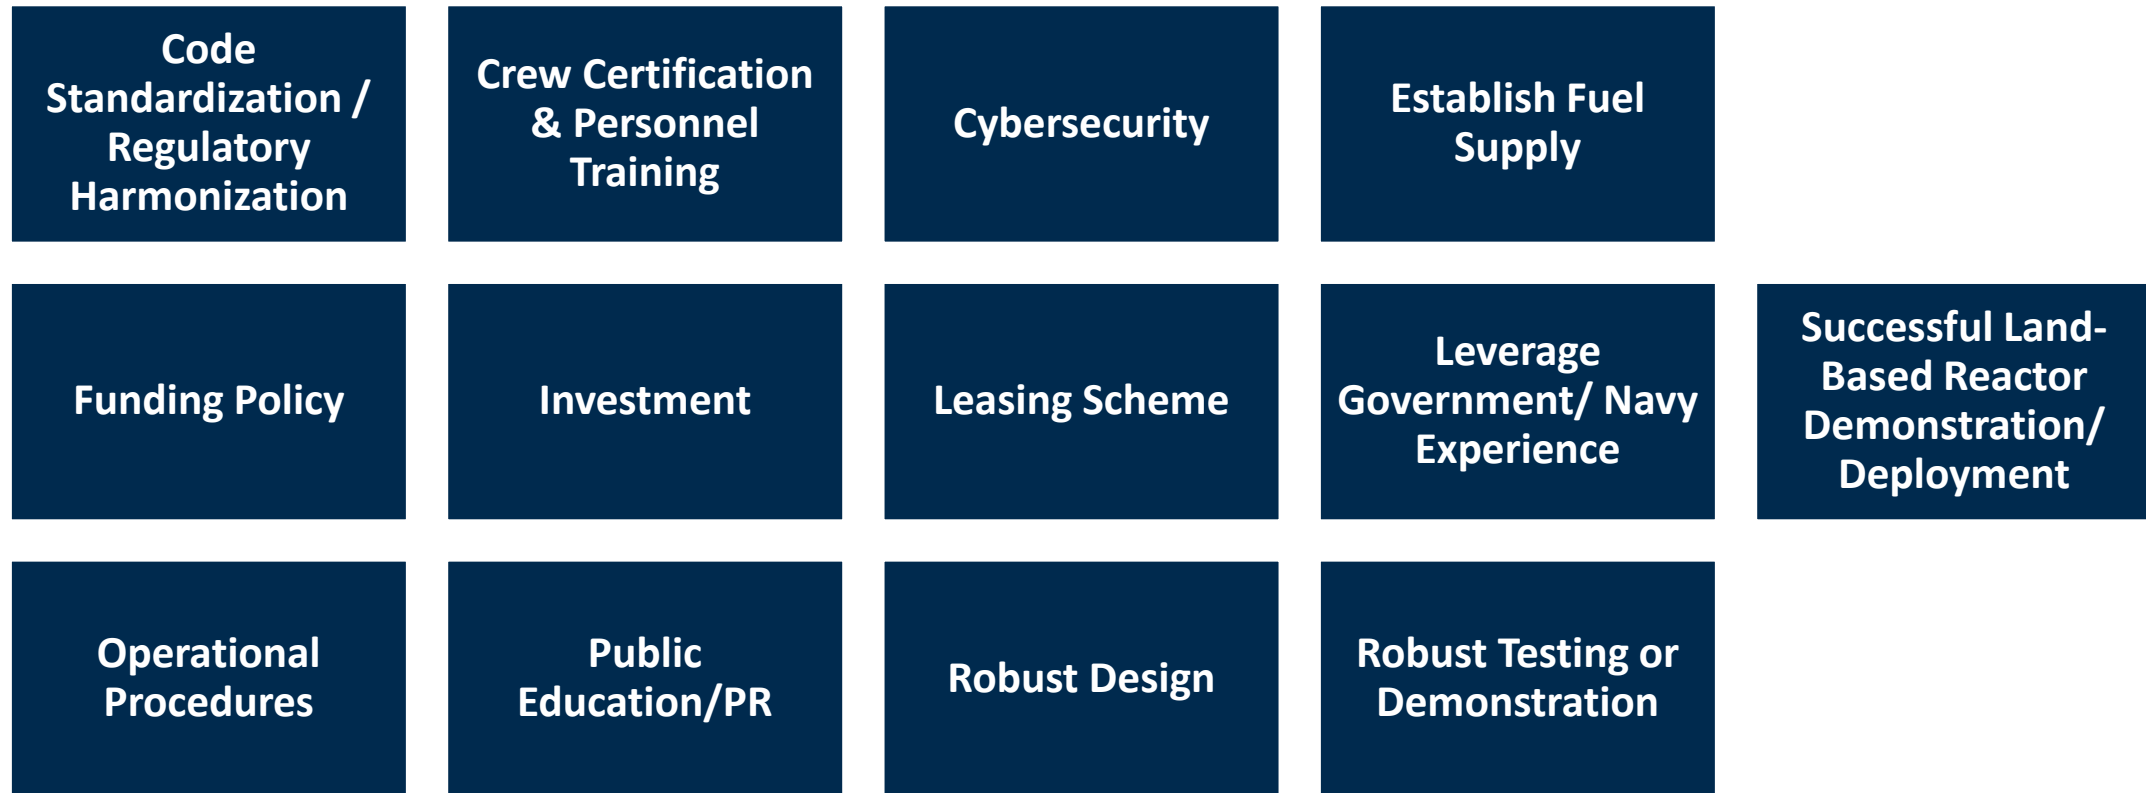 Code
Standardization /
Regulatory
Harmonization
Crew Certification
& Personnel
Training
Cybersecurity
Establish Fuel
Supply
Funding Policy
Investment
Leasing Scheme
Leverage
Government/ Navy
Experience
Successful Land-
Based Reactor
Demonstration/
Deployment
Operational
Procedures
Public
Education/PR
Robust Design
Robust Testing or
Demonstration